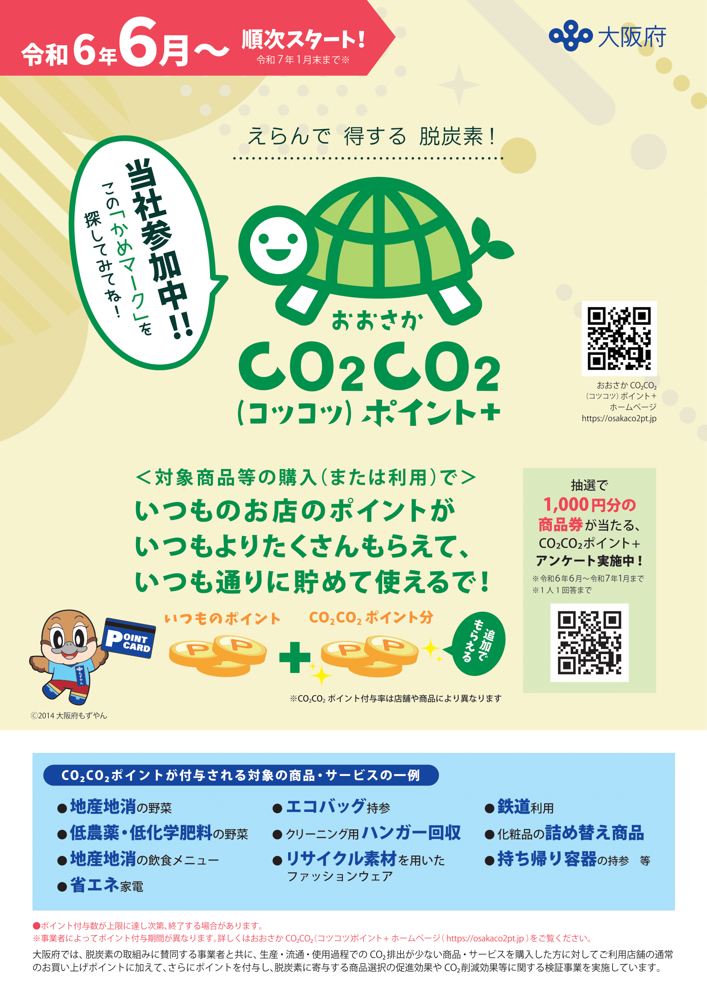 令和6年6月～ 順次スタート!
令和7年1月末まで※
大阪府
えらんで 得する 脱炭素!
当社参加中!!
この「かめマーク」を
探してみてね!
おおさか
CO₂CO₂
(コツコツ)ポイント+
おおさか CO₂CO₂
(コツコツ)ポイント+
ホームページ
https://osakaco2pt.jp
＜対象商品等の購入(または利用)で＞
いつものお店のポイントが
いつもよりたくさんもらえて、
いつも通りに貯めて使えるで!
抽選で
1,000円分の
商品券が当たる、
CO₂CO₂ポイント+
アンケート実施中!
※令和6年6月～令和7年1月まで
※1人1回答まで
いつものポイント
P P
+
CO₂CO₂ ポイント分
P P
追加で
もらえる
POINT
CARD
もずやん
※CO₂CO₂ ポイント付与率は店舗や商品により異なります
©2014 大阪府もずやん
CO₂CO₂ポイントが付与される対象の商品・サービスの一例
●地産地消の野菜
●低農薬・低化学肥料の野菜
●地産地消の飲食メニュー
●省エネ家電
●エコバッグ持参
●クリーニング用ハンガー回収
●リサイクル素材を用いた
ファッションウェア
●鉄道利用
●化粧品の詰め替え商品
●持ち帰り容器の持参 等
●ポイント付与数が上限に達し次第、終了する場合があります。
※事業者によってポイント付与期間が異なります。詳しくはおおさか CO₂CO₂(コツコツ)ポイント+ ホームページ( https://osakaco2pt.jp )をご覧ください。
大阪府では、脱炭素の取組みに賛同する事業者と共に、生産・流通・使用過程での CO₂排出が少ない商品・サービスを購入した方に対してご利用店舗の通常
のお買い上げポイントに加えて、さらにポイントを付与し、脱炭素に寄与する商品選択の促進効果や CO₂削減効果等に関する検証事業を実施しています。